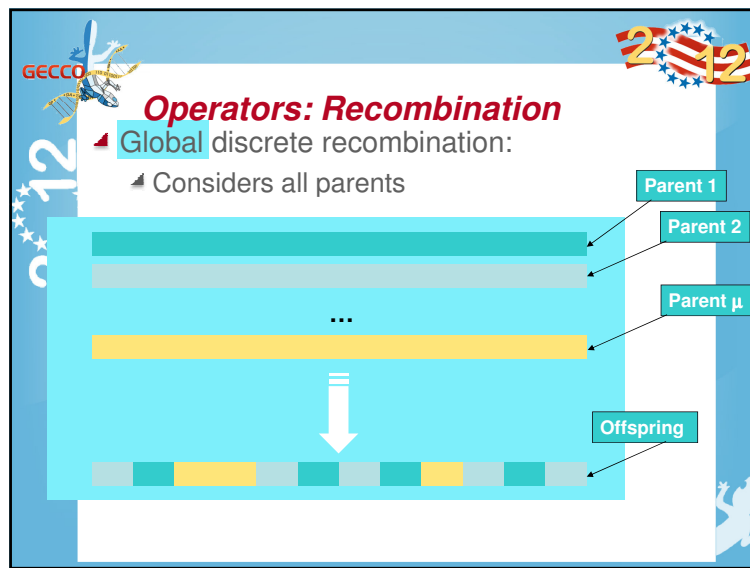 GECCO
2012
Operators: Recombination
Global discrete recombination:
Considers all parents
Parent 1
Parent 2
...
Parent μ
Offspring